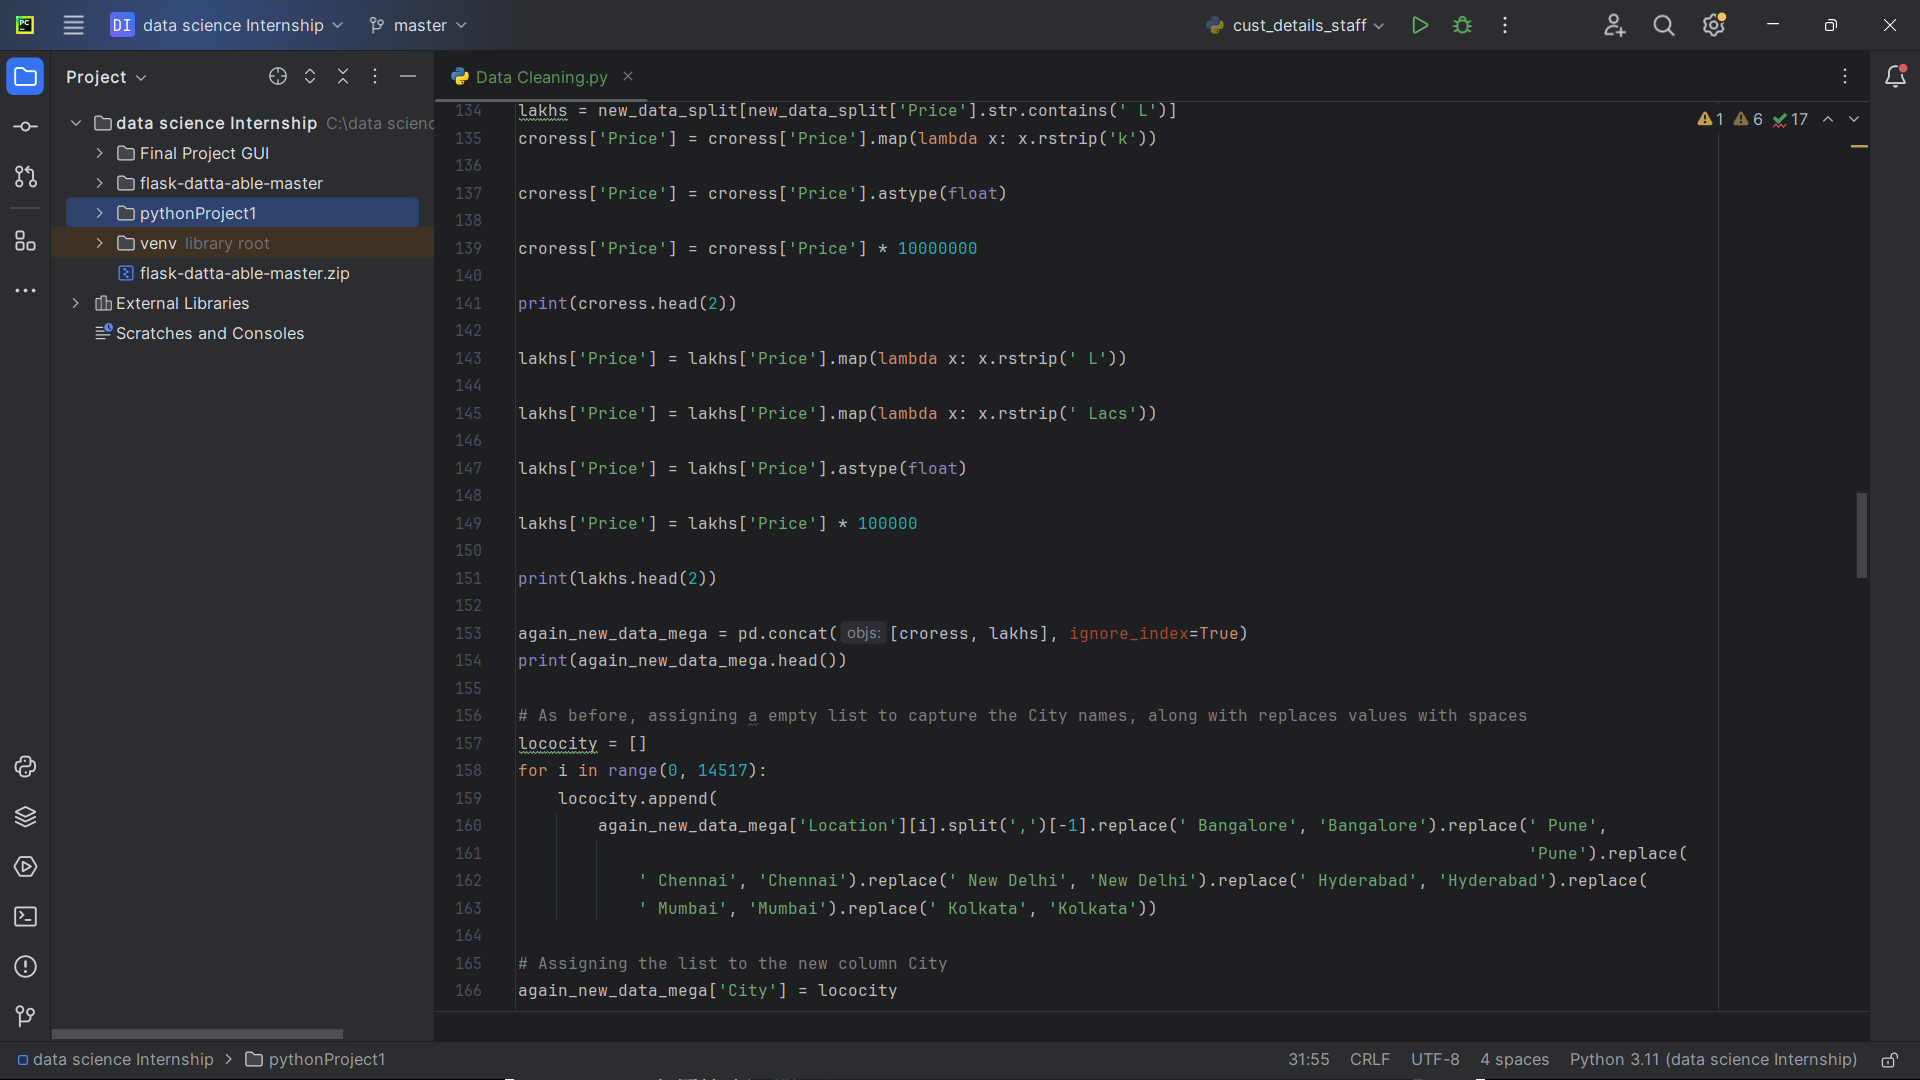 PC
DI data science Internship master cust_details_staff
Project
Data Cleaning.py
data science Internship C:\data scienc
Final Project GUI
flask-datta-able-master
pythonProject1
venv library root
flask-datta-able-master.zip
External Libraries
Scratches and Consoles
1 6 17
134 lakhs = new_data_split[new_data_split['Price'].str.contains(' L')]
135 croress['Price'] = croress['Price'].map(lambda x: x.rstrip('k'))
136
137 croress['Price'] = croress['Price'].astype(float)
138
139 croress['Price'] = croress['Price'] * 10000000
140
141 print(croress.head(2))
142
143 lakhs['Price'] = lakhs['Price'].map(lambda x: x.rstrip(' L'))
144
145 lakhs['Price'] = lakhs['Price'].map(lambda x: x.rstrip(' Lacs'))
146
147 lakhs['Price'] = lakhs['Price'].astype(float)
148
149 lakhs['Price'] = lakhs['Price'] * 100000
150
151 print(lakhs.head(2))
152
153 again_new_data_mega = pd.concat( objs: [croress, lakhs], ignore_index=True)
154 print(again_new_data_mega.head())
155
156 # As before, assigning a empty list to capture the City names, along with replaces values with spaces
157 lococity = []
158 for i in range(0, 14517):
159 lococity.append(
160 again_new_data_mega['Location'][i].split(',')[-1].replace(' Bangalore', 'Bangalore').replace(' Pune',
161 'Pune').replace(
162 ' Chennai', 'Chennai').replace(' New Delhi', 'New Delhi').replace(' Hyderabad', 'Hyderabad').replace(
163 ' Mumbai', 'Mumbai').replace(' Kolkata', 'Kolkata'))
164
165 # Assigning the list to the new column City
166 again_new_data_mega['City'] = lococity
data science Internship > pythonProject1
31:55 CRLF UTF-8 4 spaces Python 3.11 (data science Internship)